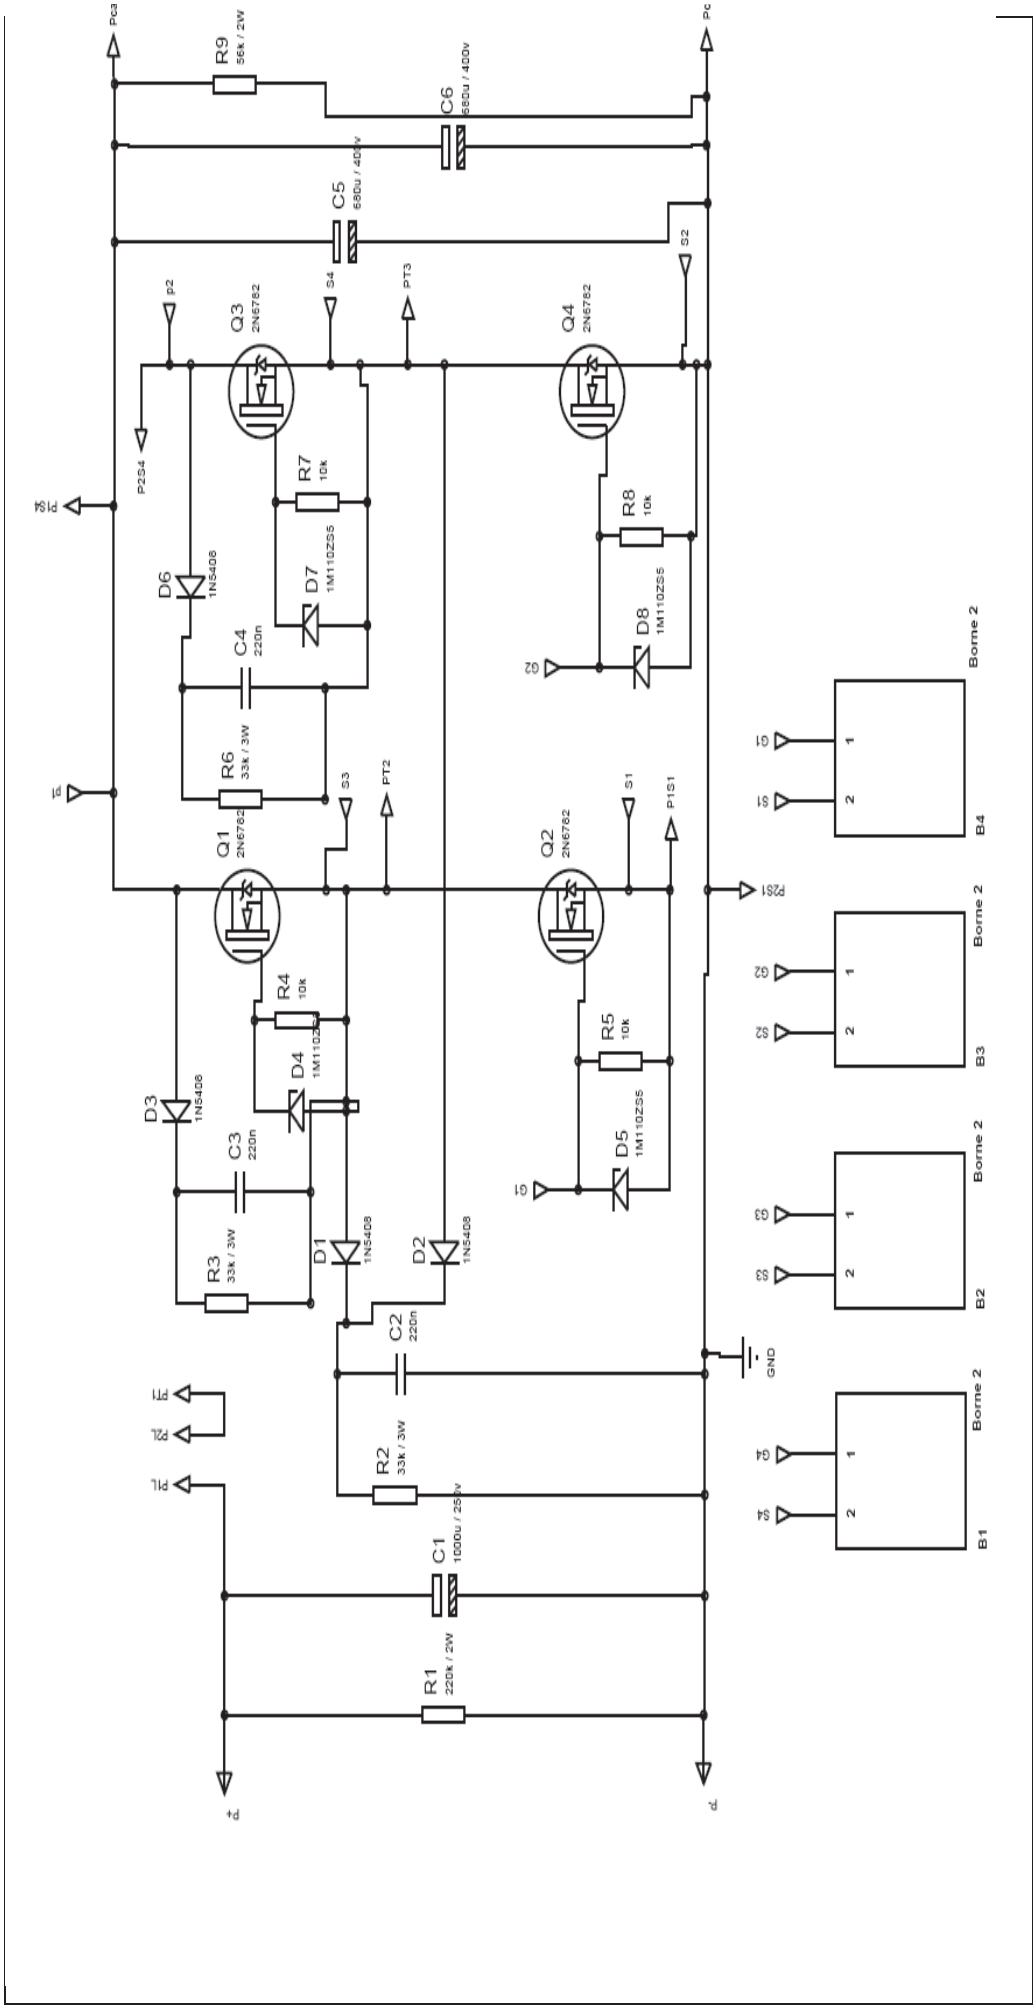 Pca
Pc
R9
56k / 2W
C6
680u / 400v
C5
680u / 400v
S2
p2
S4
PT3
Q3
2N6782
Q4
2N6782
P2S4
P1S4
R7
10k
R8
10k
D6
1N5408
D7
1M110ZS5
D8
1M110ZS5
C4
220n
G2
R6
33k / 3W
p1
S3
PT2
S1
P1S1
Q1
2N6782
Q2
2N6782
P2S1
R4
10k
R5
10k
D3
1N5408
D4
1M110ZS5
D5
1M110ZS5
C3
220n
G1
R3
33k / 3W
D1
1N5408
D2
1N5408
C2
220n
GND
PT1
P2L
P1L
R2
33k / 3W
C1
1000u / 250v
R1
220k / 2W
P+
P-
Borne 2
G1
1
S1
2
B4
Borne 2
G2
1
S2
2
B3
Borne 2
G3
1
S3
2
B2
Borne 2
G4
1
S4
2
B1